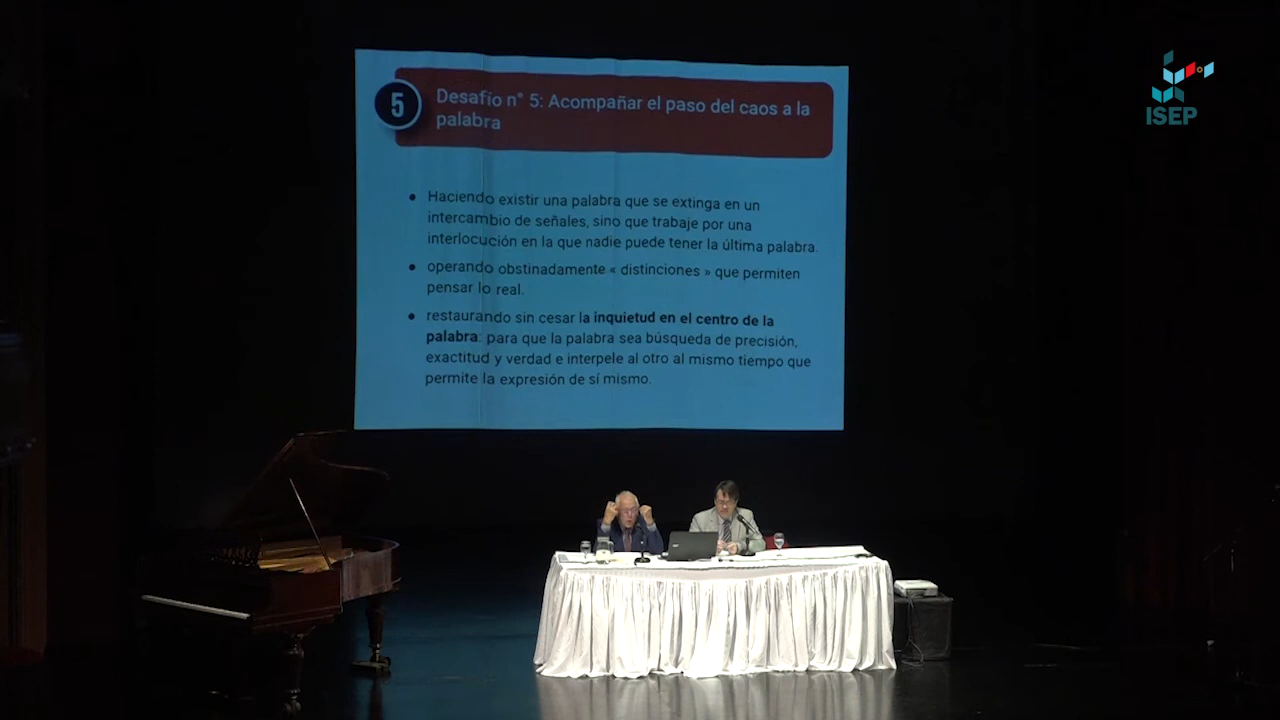 ISEP
5
Desafío n° 5: Acompañar el paso del caos a la
palabra
• Haciendo existir una palabra que se extinga en un
intercambio de señales, sino que trabaje por una
interlocución en la que nadie puede tener la última palabra.
• operando obstinadamente « distinciones » que permiten
pensar lo real.
• restaurando sin cesar la inquietud en el centro de la
palabra: para que la palabra sea búsqueda de precisión,
exactitud y verdad e interpele al otro al mismo tiempo que
permite la expresión de sí mismo.